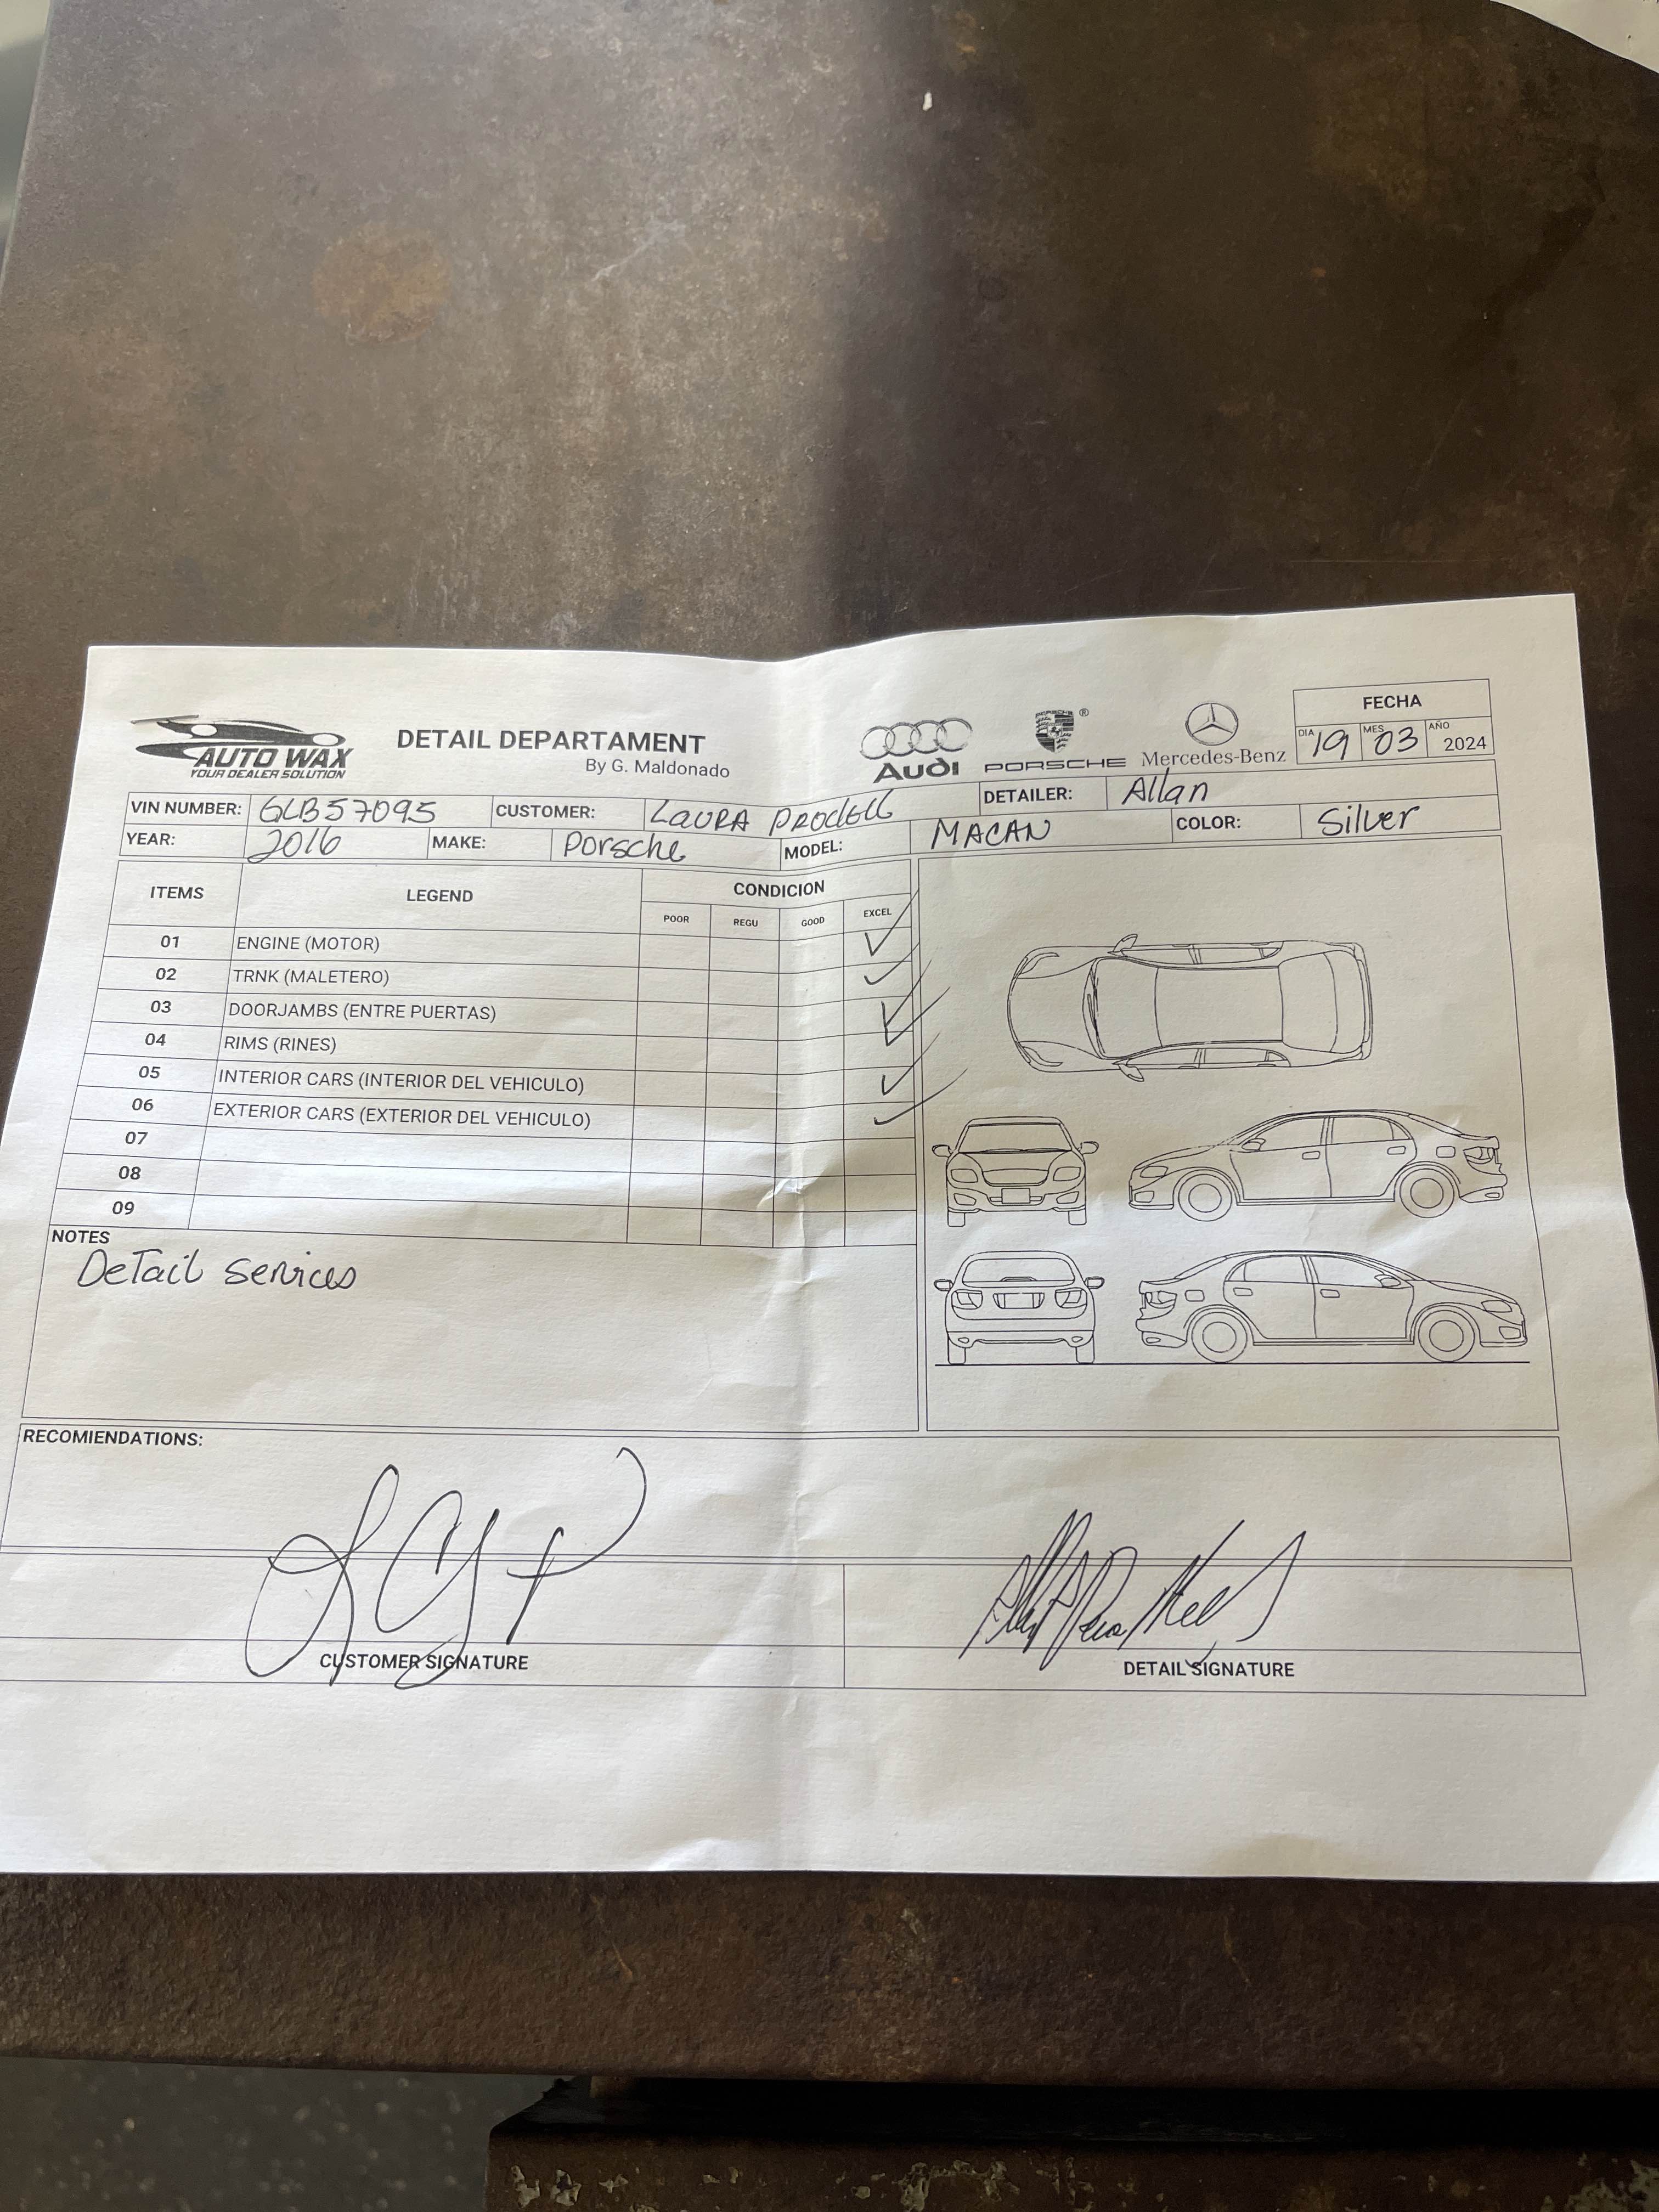 AUTO WAX
YOUR DEALER SOLUTION
DETAIL DEPARTAMENT
By G. Maldonado
Audi
PORSCHE
PORSCHE ®
Mercedes-Benz
FECHA
DIA 19 MES 03 AÑO 2024
VIN NUMBER: GLB57095 CUSTOMER: LAURA PRODELL DETAILER: Allan
YEAR: 2016 MAKE: Porsche MODEL: MACAN COLOR: Silver
ITEMS LEGEND CONDICION
POOR REGU GOOD EXCEL
01 ENGINE (MOTOR) ✓
02 TRNK (MALETERO) ✓
03 DOORJAMBS (ENTRE PUERTAS) ✓
04 RIMS (RINES) ✓
05 INTERIOR CARS (INTERIOR DEL VEHICULO) ✓
06 EXTERIOR CARS (EXTERIOR DEL VEHICULO) ✓
07
08
09
NOTES
Detail services
RECOMIENDATIONS:
CUSTOMER SIGNATURE DETAIL SIGNATURE